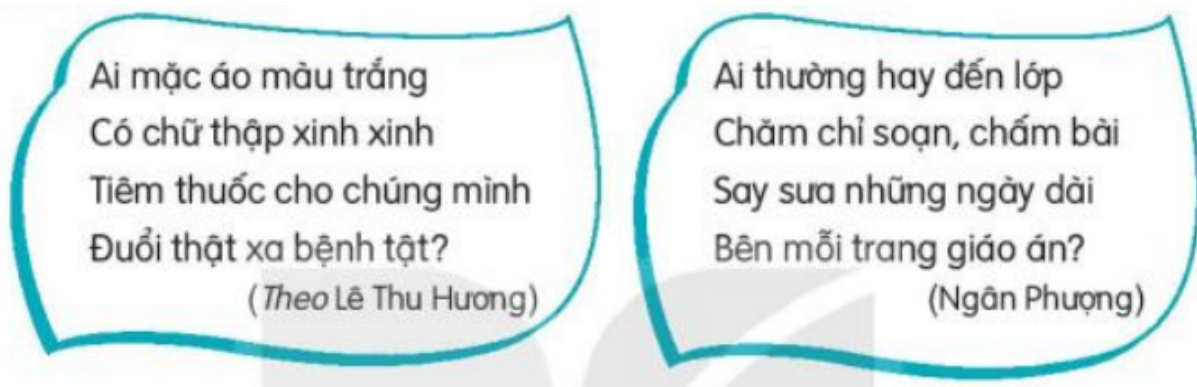 Ai mặc áo màu trắng
Có chữ thập xinh xinh
Tiêm thuốc cho chúng mình
Đuổi thật xa bệnh tật?
(Theo Lê Thu Hương)
Ai thường hay đến lớp
Chăm chỉ soạn, chấm bài
Say sưa những ngày dài
Bên mỗi trang giáo án?
(Ngân Phượng)